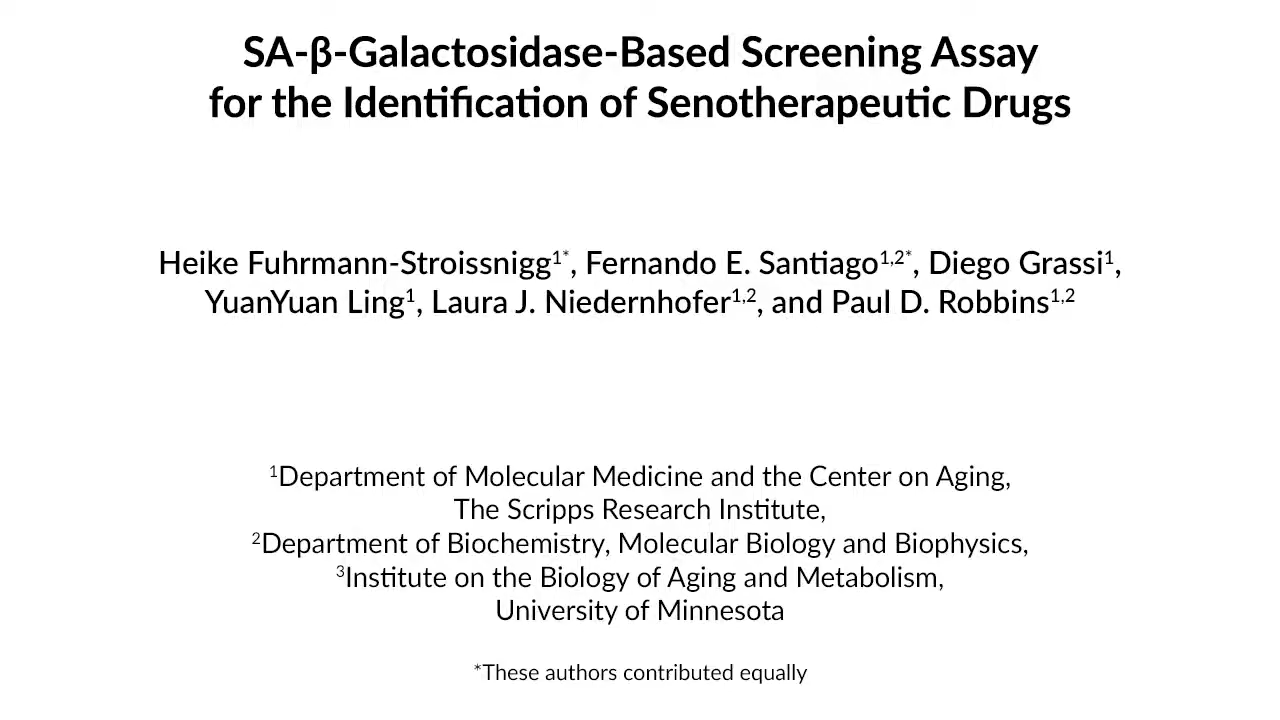 SA-β-Galactosidase-Based Screening Assay
for the Identification of Senotherapeutic Drugs
Heike Fuhrmann-Stroissnigg¹*, Fernando E. Santiago¹,²*, Diego Grassi¹,
YuanYuan Ling¹, Laura J. Niedernhofer¹,², and Paul D. Robbins¹,²
¹Department of Molecular Medicine and the Center on Aging,
The Scripps Research Institute,
²Department of Biochemistry, Molecular Biology and Biophysics,
³Institute on the Biology of Aging and Metabolism,
University of Minnesota
*These authors contributed equally